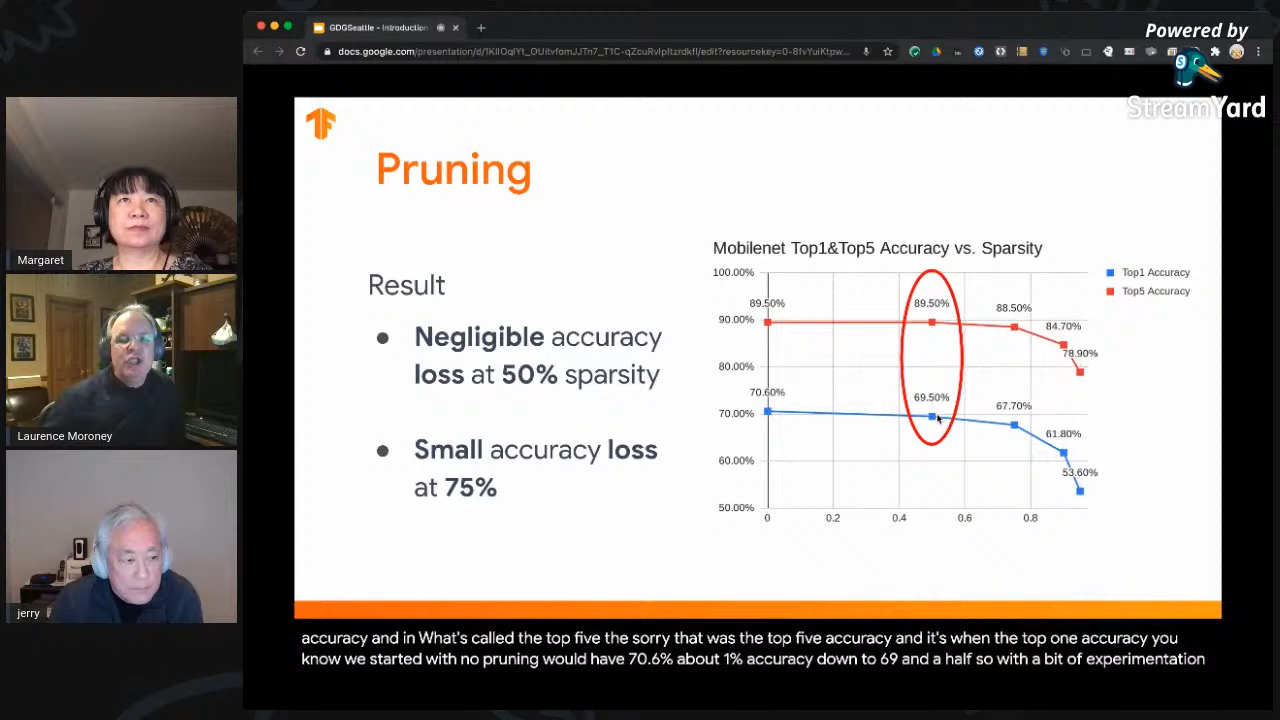 GDGSeattle - Introduction
docs.google.com/presentation/d/
Powered by
StreamYard
Pruning
Result
Negligible accuracy
loss at 50% sparsity
Small accuracy loss
at 75%
Mobilenet Top1&Top5 Accuracy vs. Sparsity
100.00%
90.00%
80.00%
70.00%
60.00%
50.00%
89.50%
89.50%
88.50%
84.70%
78.90%
70.60%
69.50%
67.70%
61.80%
53.60%
0
0.2
0.4
0.6
0.8
Top1 Accuracy
Top5 Accuracy
Margaret
Laurence Moroney
jerry
accuracy and in What's called the top five the sorry that was the top five accuracy and it's when the top one accuracy you
know we started with no pruning would have 70.6% about 1% accuracy down to 69 and a half so with a bit of experimentation